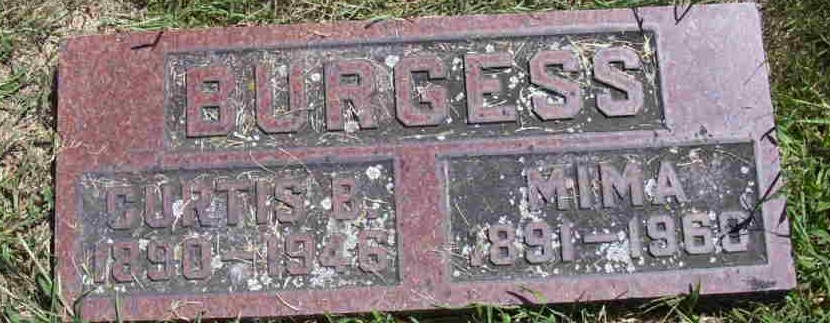 BURGESS
CURTIS B.
1890-1946
MIMA
1891-1960